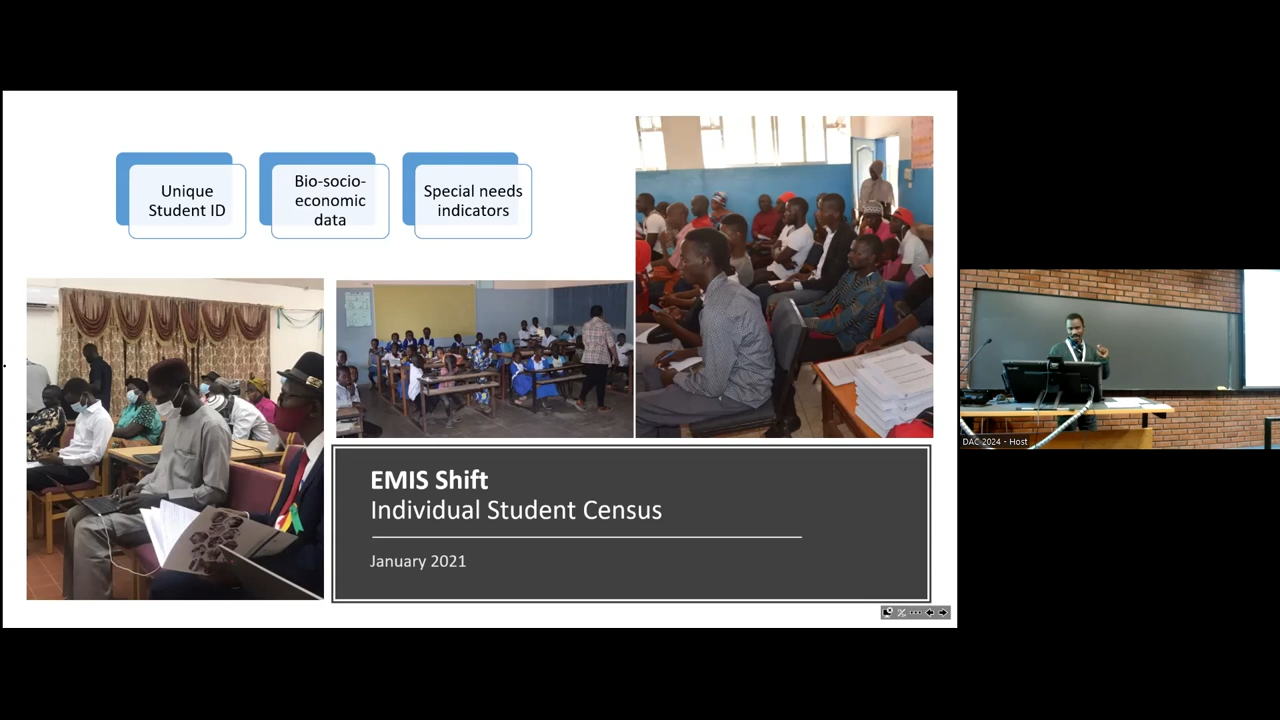 Unique
Student ID
Bio-socio-
economic
data
Special needs
indicators
EMIS Shift
Individual Student Census
January 2021
DAC 2024 - Host